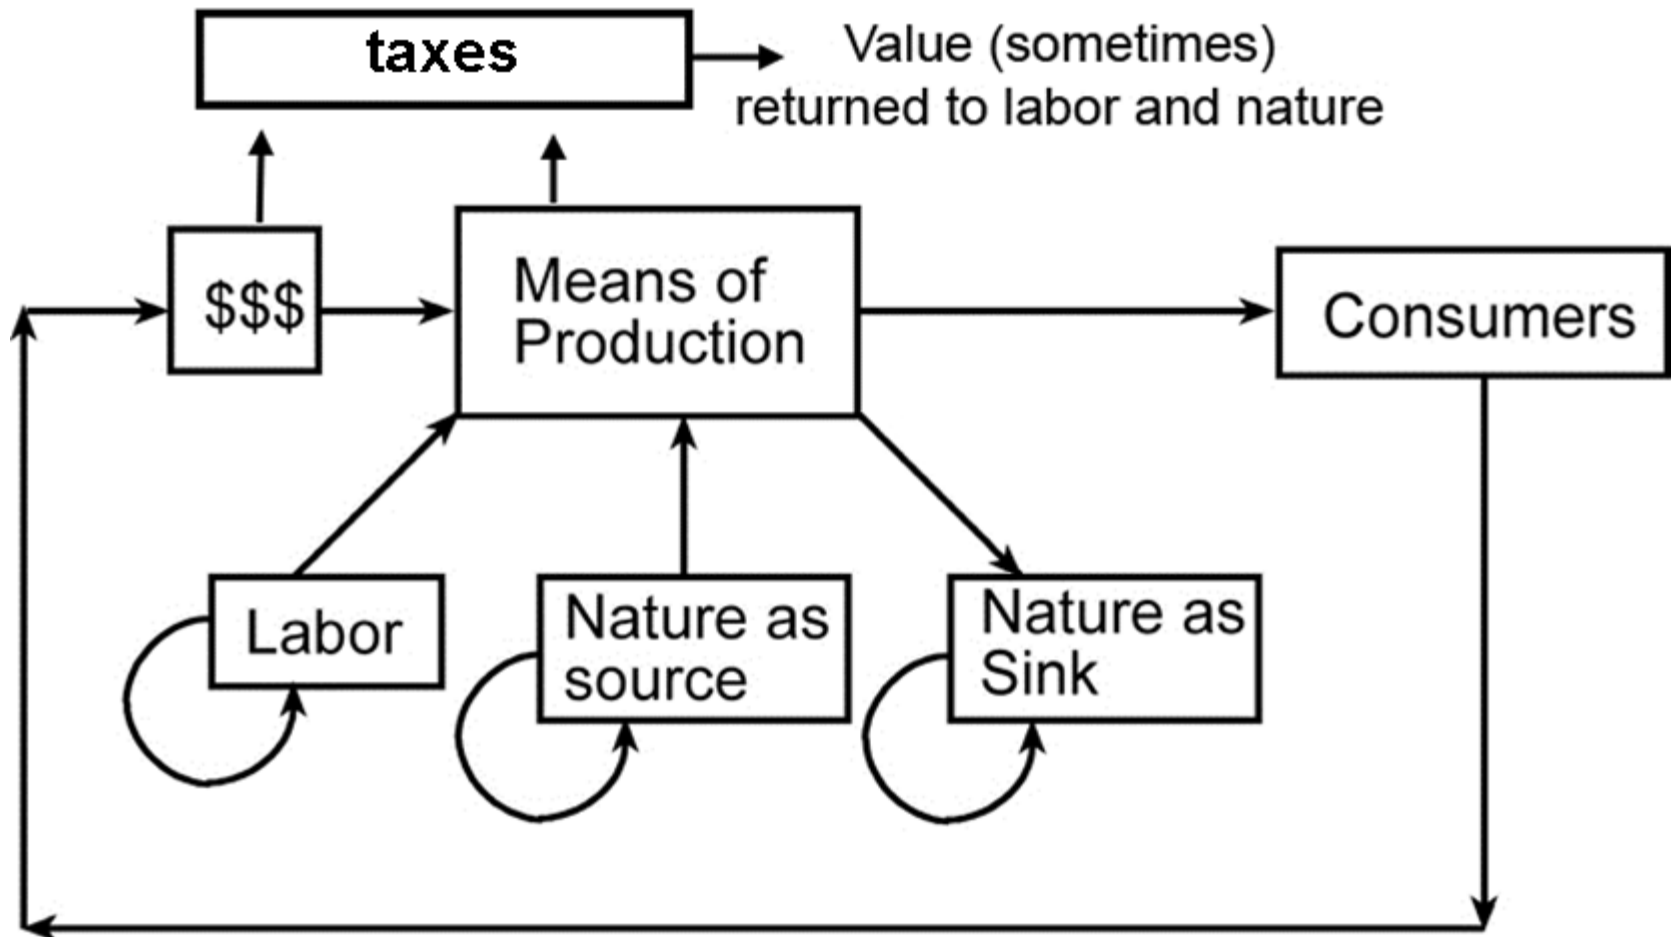 taxes
Value (sometimes)
returned to labor and nature
$$$
Means of
Production
Consumers
Labor
Nature as
source
Nature as
Sink